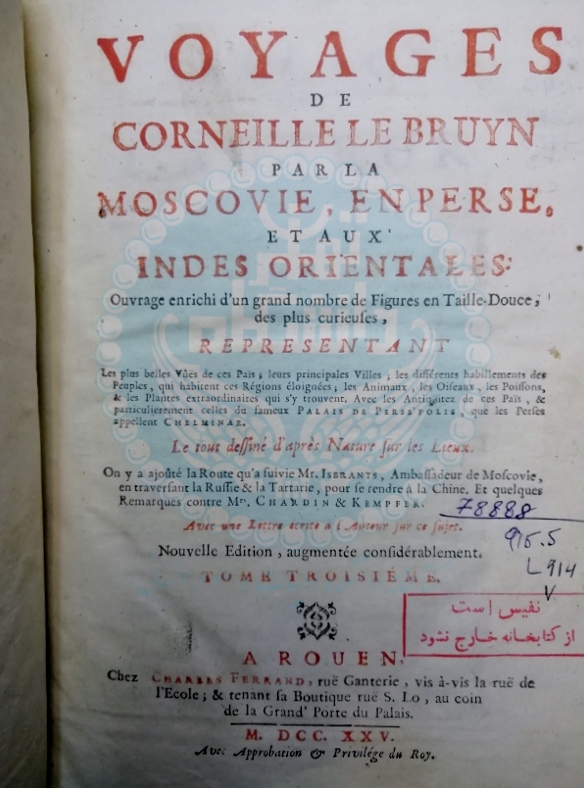 VOYAGES
DE
CORNEILLE LE BRUYN
PAR LA
MOSCOVIE, EN PERSE,
ET AUX
INDES ORIENTALES:
Ouvrage enrichi d'un grand nombre de Figures en Taille-Douce,
des plus curieuſes,
REPRESENTANT
Les plus belles Vûës de ces Païs; leurs principales Villes; les différents habillements des
Peuples, qui habitent ces Régions éloignées; les Animaux, les Oiſeaux, les Poiſſons,
& les Plantes extraordinaires qui s'y trouvent. Avec les Antiquitez de ces Païs, &
particulierement celles du fameux PALAIS DE PERSE'POLIS, que les Perſes
appellent CHELMINAR.
Le tout deſſiné d'après Nature ſur les Lieux.
On y a ajoûté la Route qu'a ſuivie Mr. ISBRANTS, Ambaſſadeur de Moſcovie,
en traverſant la Ruſſie & la Tartarie, pour ſe rendre à la Chine. Et quelques
Remarques contre Mrs. CHARDIN & KEMPFER.
78888
Avec une Lettre écrite à l'Auteur ſur ce ſujet.
915.5
Nouvelle Edition, augmentée conſidérablement.
L914
TOME TROISIÉME.
V
نفیس است
از کتابخانه خارج نشود
A ROUEN,
Chez CHARLES FERRAND, ruë Ganterie, vis à-vis la ruë de
l'Ecole; & tenant ſa Boutique ruë S. Lo, au coin
de la Grand' Porte du Palais.
M. DCC. XXV.
Avec Approbation & Privilége du Roy.